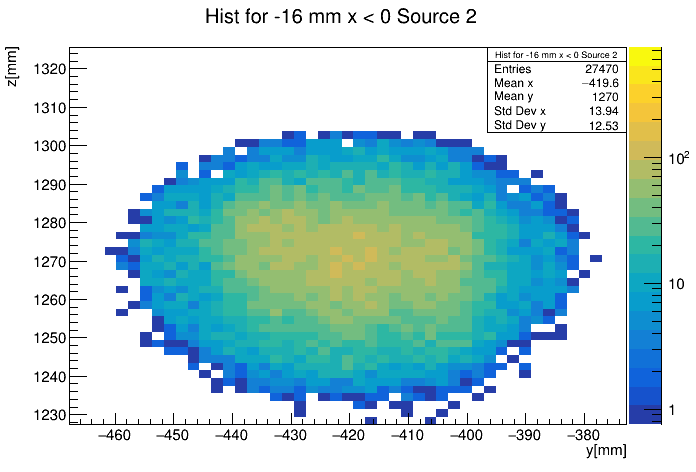 Hist for -16 mm x < 0 Source 2
z[mm]
Hist for -16 mm x < 0 Source 2
Entries 27470
Mean x −419.6
Mean y 1270
Std Dev x 13.94
Std Dev y 12.53
1320
1310
1300
1290
1280
1270
1260
1250
1240
1230
10²
10
1
−460 −450 −440 −430 −420 −410 −400 −390 −380
y[mm]